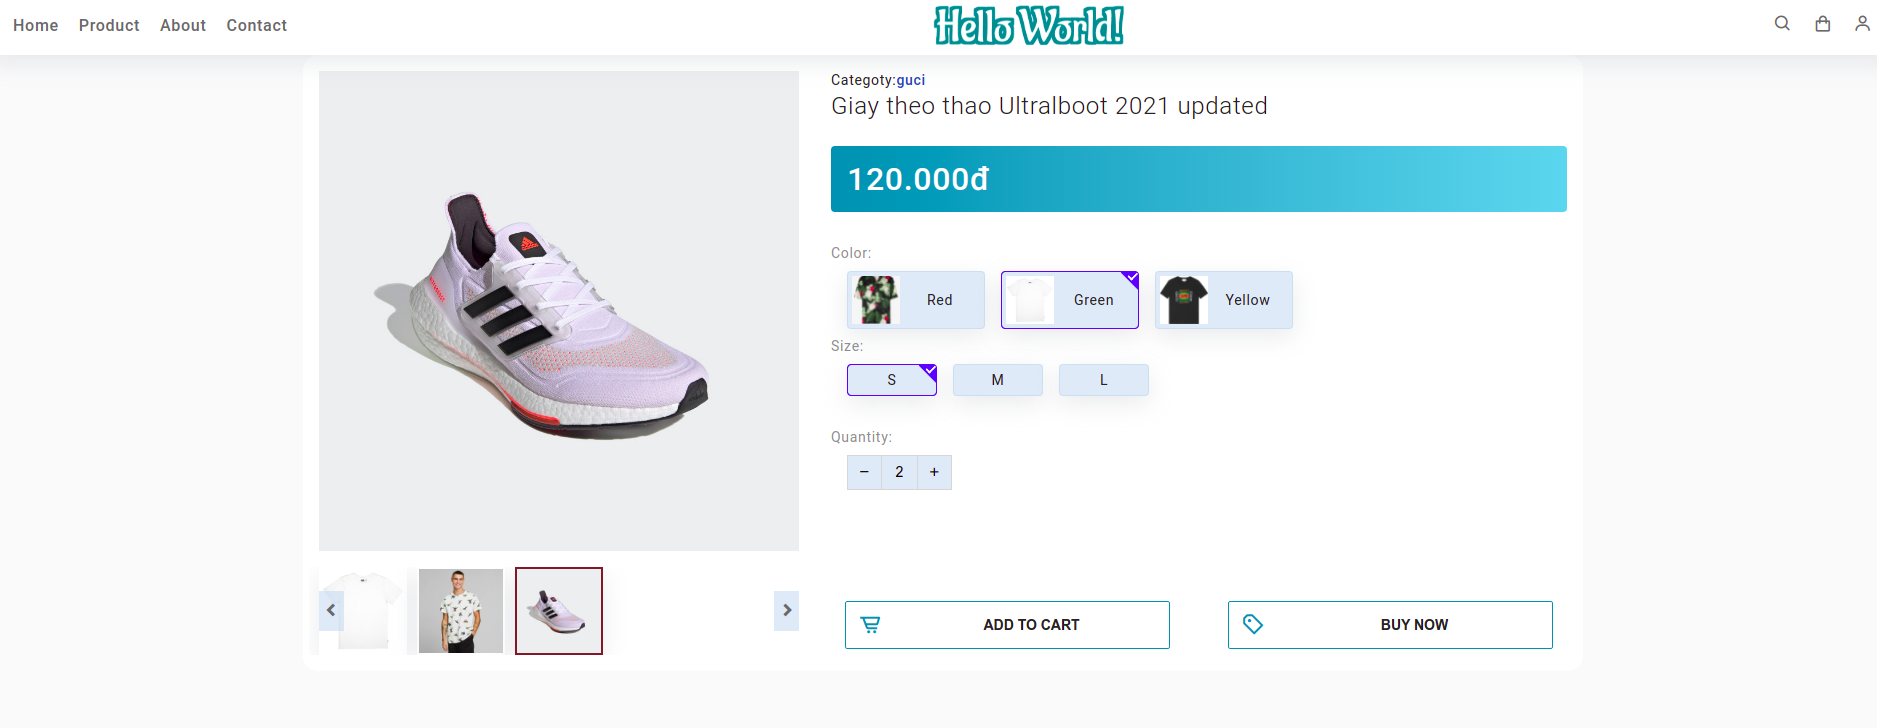 Home Product About Contact
Hello World!
Categoty:guci
Giay theo thao Ultralboot 2021 updated
120.000đ
Color:
Red Green Yellow
Size:
S M L
Quantity:
− 2 +
ADD TO CART BUY NOW